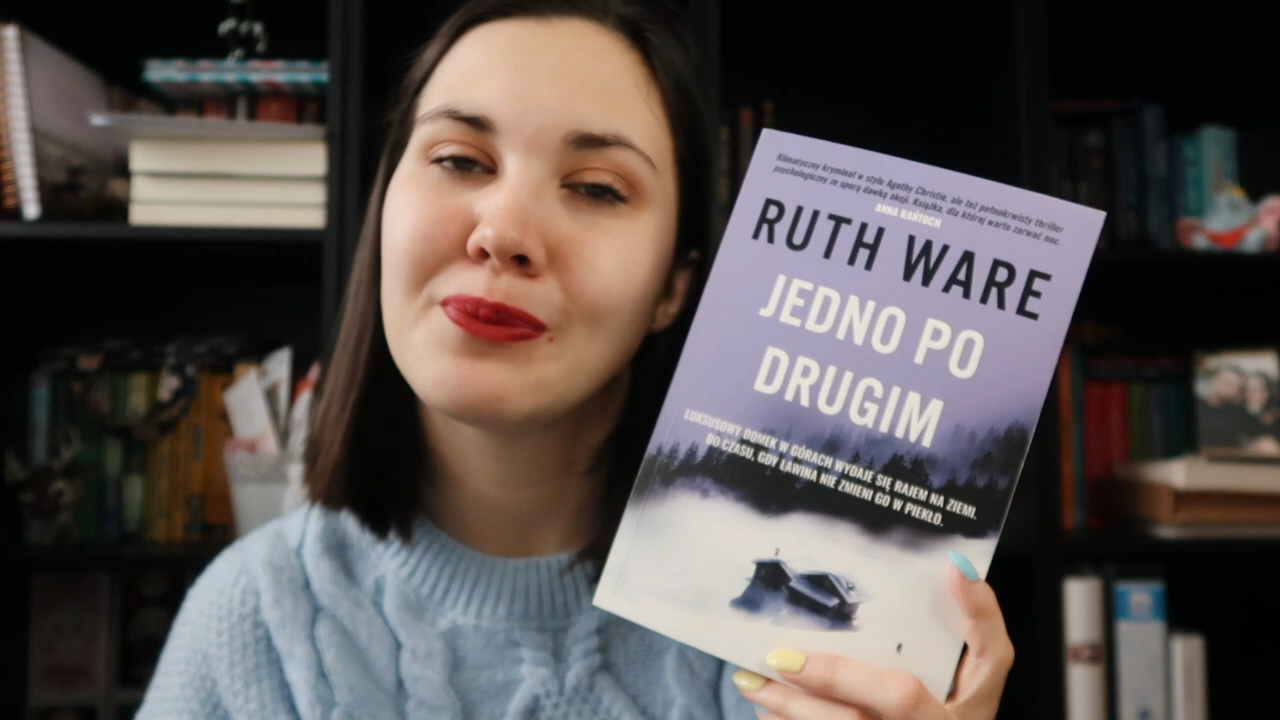 Klimatyczny kryminał w stylu Agathy Christie, ale też pełnokrwisty thriller
psychologiczny ze sporą dawką akcji. Książka, dla której warto zarwać noc.
ANNA KAŃTOCH
RUTH WARE
JEDNO PO
DRUGIM
LUKSUSOWY DOMEK W GÓRACH WYDAJE SIĘ RAJEM NA ZIEMI.
DO CZASU, GDY LAWINA NIE ZMIENI GO W PIEKŁO.